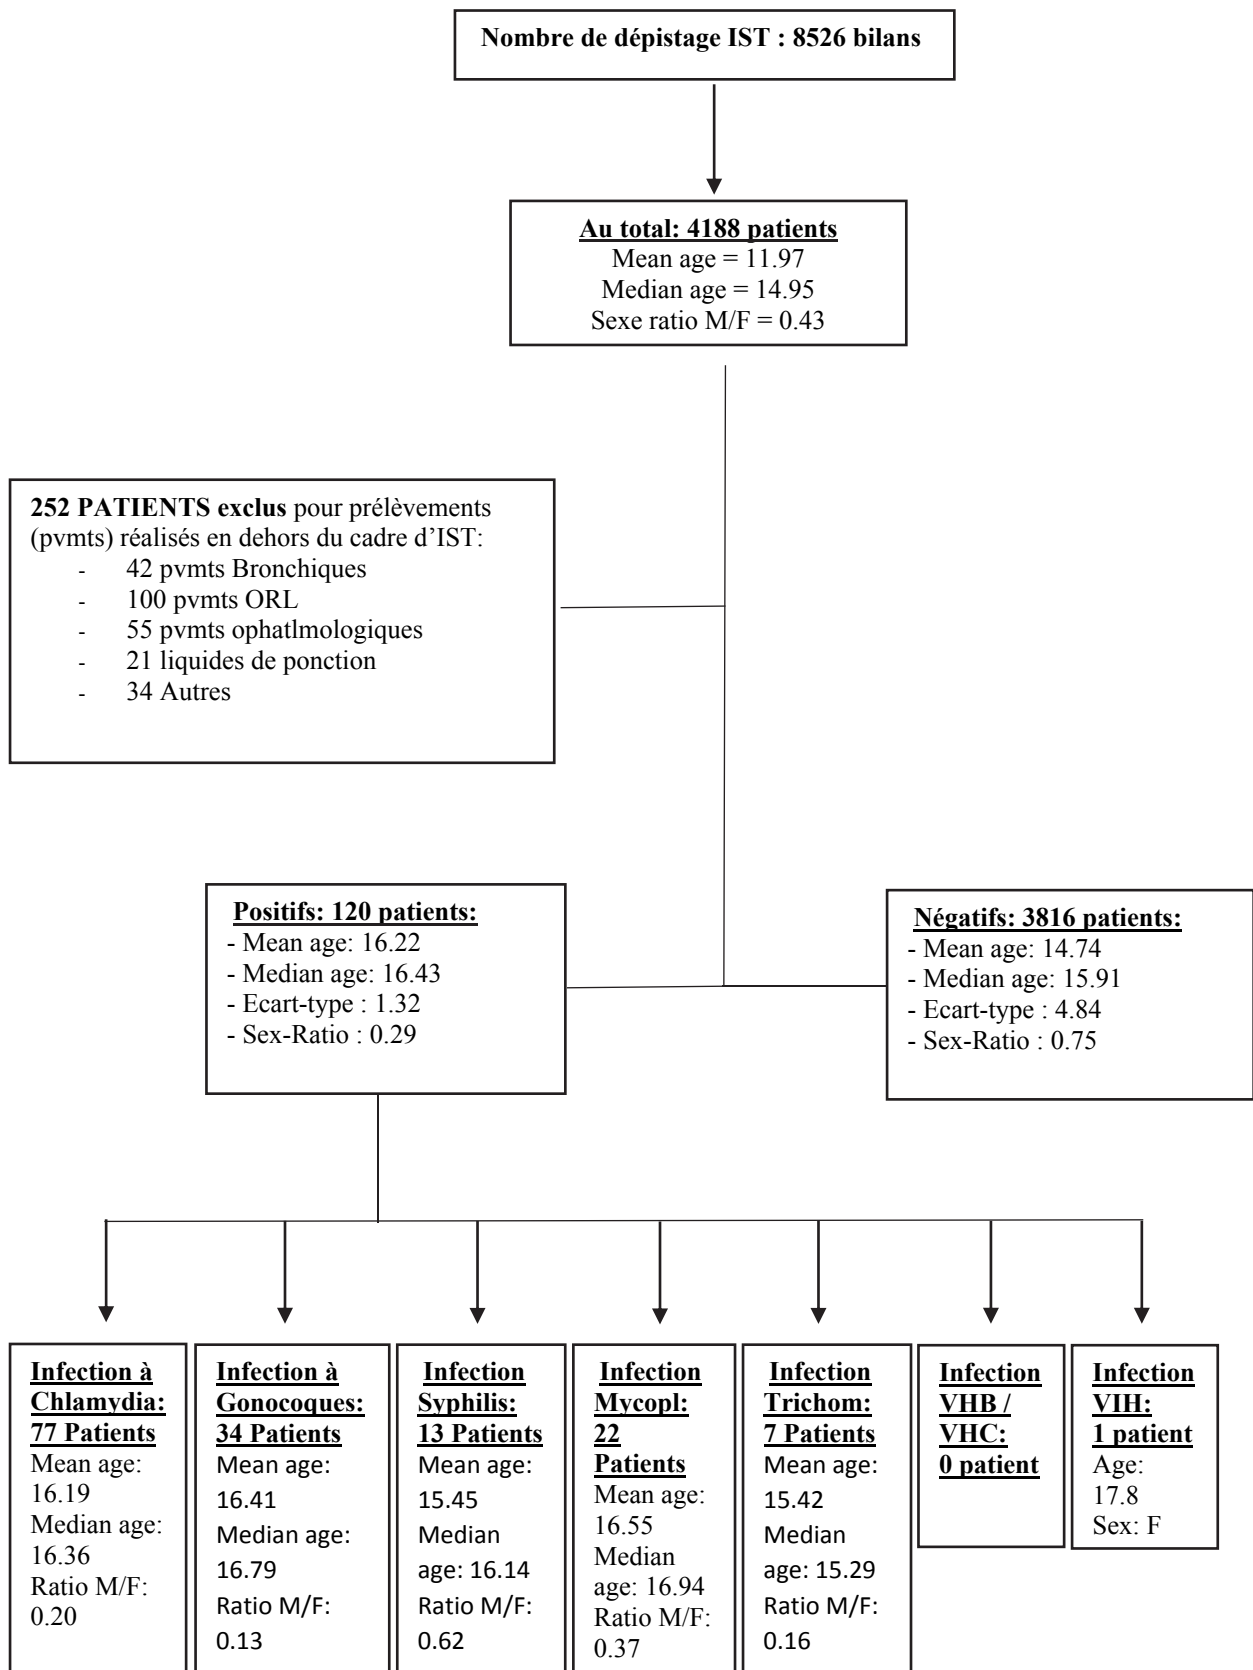 Nombre de dépistage IST : 8526 bilans
Au total: 4188 patients
Mean age = 11.97
Median age = 14.95
Sexe ratio M/F = 0.43
252 PATIENTS exclus pour prélèvements
(pvmts) réalisés en dehors du cadre d’IST:
- 42 pvmts Bronchiques
- 100 pvmts ORL
- 55 pvmts ophatlmologiques
- 21 liquides de ponction
- 34 Autres
Positifs: 120 patients:
- Mean age: 16.22
- Median age: 16.43
- Ecart-type : 1.32
- Sex-Ratio : 0.29
Négatifs: 3816 patients:
- Mean age: 14.74
- Median age: 15.91
- Ecart-type : 4.84
- Sex-Ratio : 0.75
Infection à
Chlamydia:
77 Patients
Mean age:
16.19
Median age:
16.36
Ratio M/F:
0.20
Infection à
Gonocoques:
34 Patients
Mean age:
16.41
Median age:
16.79
Ratio M/F:
0.13
Infection
Syphilis:
13 Patients
Mean age:
15.45
Median
age: 16.14
Ratio M/F:
0.62
Infection
Mycopl:
22
Patients
Mean age:
16.55
Median
age: 16.94
Ratio M/F:
0.37
Infection
Trichom:
7 Patients
Mean age:
15.42
Median
age: 15.29
Ratio M/F:
0.16
Infection
VHB /
VHC:
0 patient
Infection
VIH:
1 patient
Age:
17.8
Sex: F